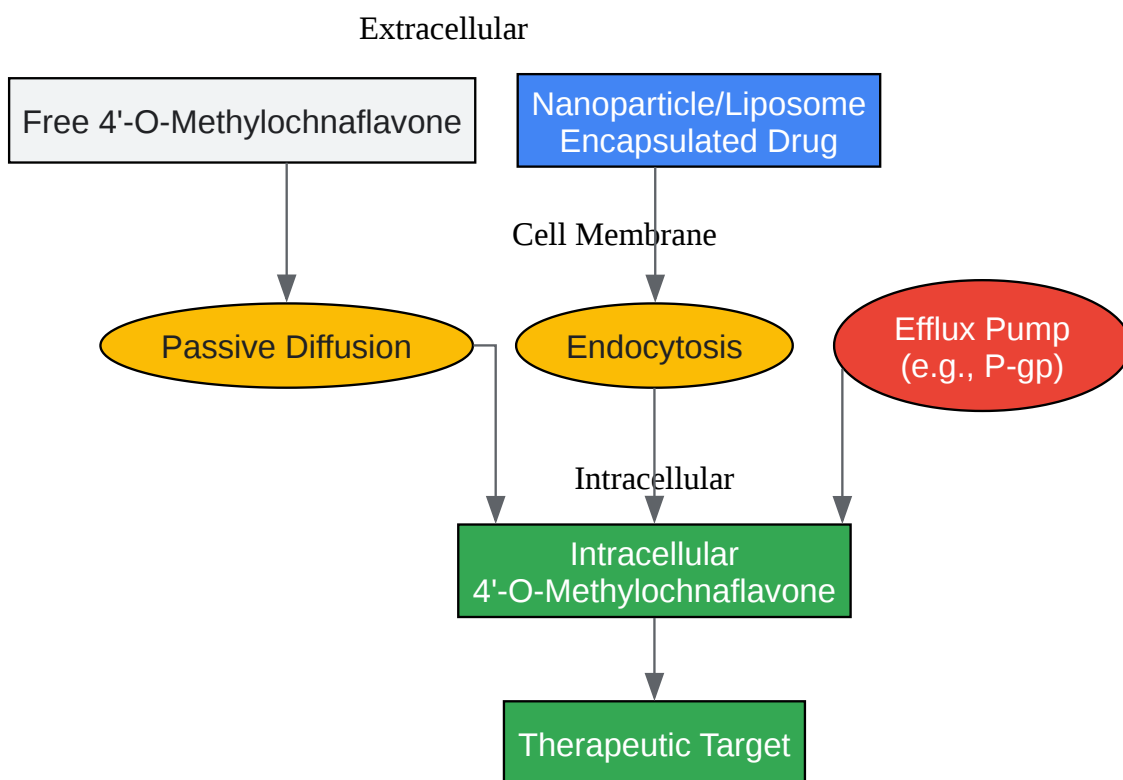 Extracellular
Free 4'-O-Methylochnaflavone
Nanoparticle/Liposome
Encapsulated Drug
Cell Membrane
Passive Diffusion
Endocytosis
Efflux Pump
(e.g., P-gp)
Intracellular
Intracellular
4'-O-Methylochnaflavone
Therapeutic Target